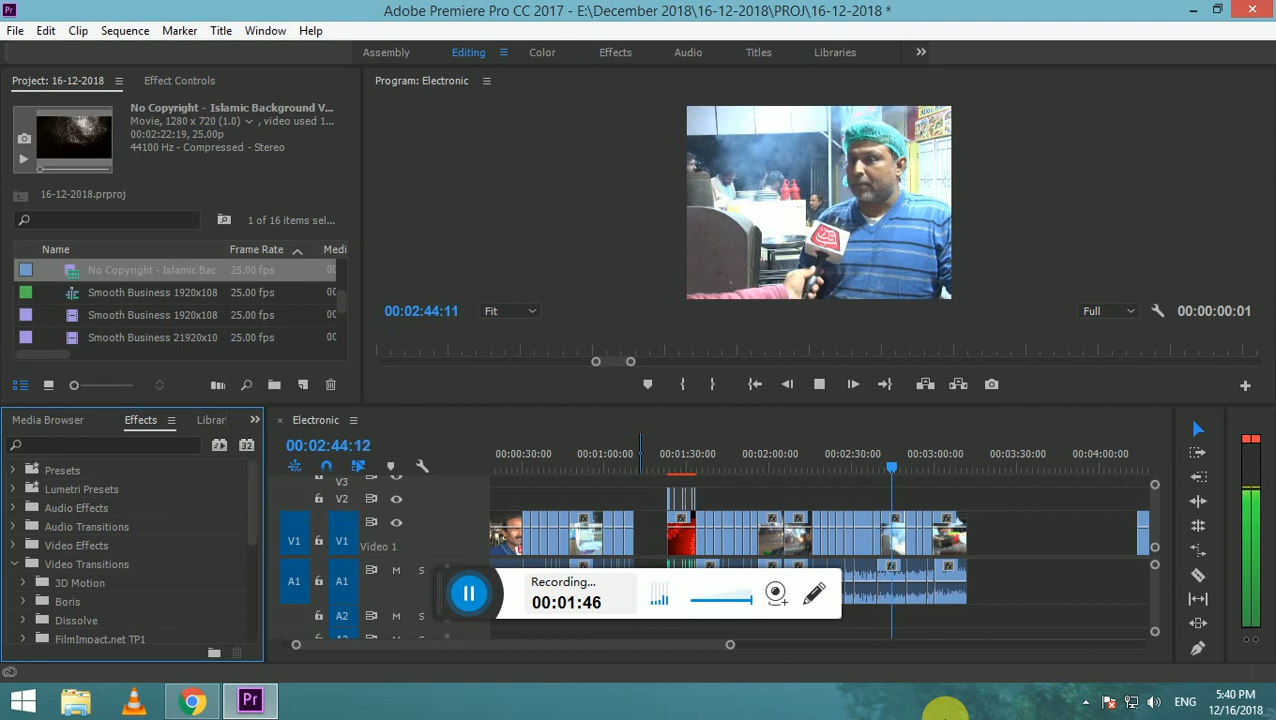 Adobe Premiere Pro CC 2017 - E:\December 2018\16-12-2018\PROJ\16-12-2018 *
File Edit Clip Sequence Marker Title Window Help
Assembly Editing Color Effects Audio Titles Libraries
Project: 16-12-2018 Effect Controls
Program: Electronic
No Copyright - Islamic Background V...
Movie, 1280 x 720 (1.0) , video used 1...
00:02:22:19, 25.00p
44100 Hz - Compressed - Stereo
16-12-2018.prproj
1 of 16 items sel...
Name Frame Rate Medi
No Copyright - Islamic Bac 25.00 fps 00
Smooth Business 1920x108 25.00 fps 00
Smooth Business 1920x108 25.00 fps 00
Smooth Business 21920x10 25.00 fps 00
00:02:44:11 Fit Full 00:00:00:01
Media Browser Effects Librar
32
Presets
Lumetri Presets
Audio Effects
Audio Transitions
Video Effects
Video Transitions
3D Motion
Boris
Dissolve
FilmImpact.net TP1
× Electronic
00:02:44:12
00:00:30:00 00:01:00:00 00:01:30:00 00:02:00:00 00:02:30:00 00:03:00:00 00:03:30:00 00:04:00:00
V3
V2
V1 V1 Video 1
A1 A1 M S
A2 M S
Recording...
00:01:46
Pr ENG 5:40 PM
12/16/2018